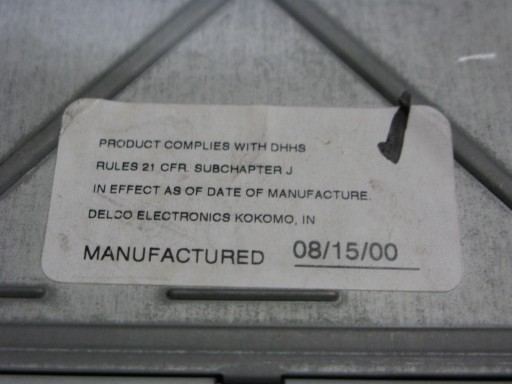 PRODUCT COMPLIES WITH DHHS
RULES 21 CFR. SUBCHAPTER J
IN EFFECT AS OF DATE OF MANUFACTURE.
DELCO ELECTRONICS KOKOMO, IN
MANUFACTURED 08/15/00